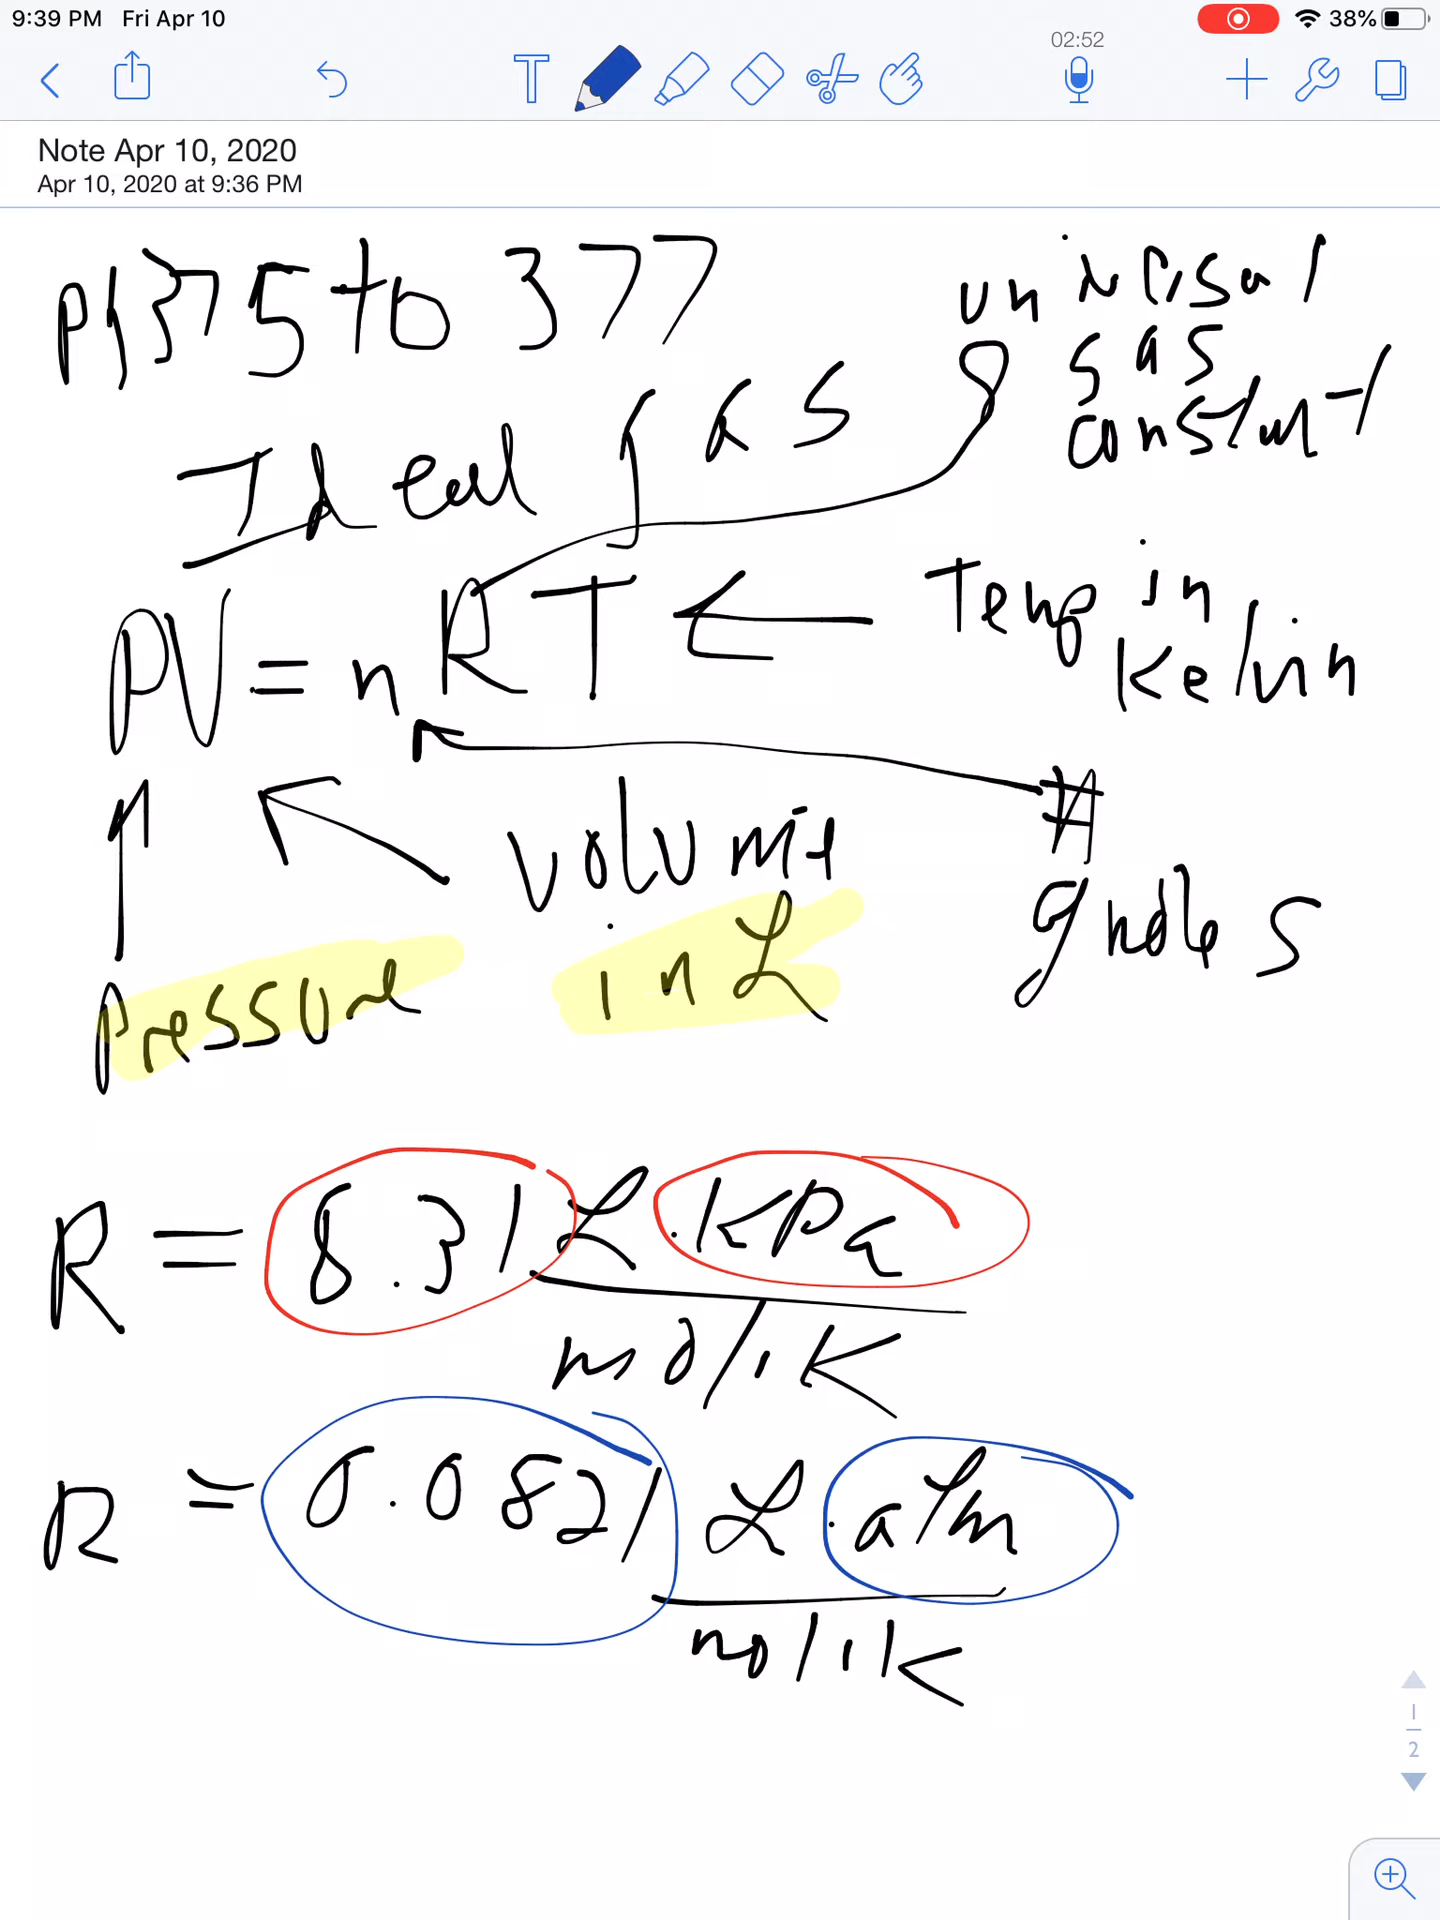 9:39 PM Fri Apr 10
38%
02:52
T
Note Apr 10, 2020
Apr 10, 2020 at 9:36 PM
pg 375 to 377
universal
gas
constant
Ideal gas
PV = nRT
Temp in
Kelvin
volume
in L
#
moles
Pressure
R = 8.31 L·kPa
mol·K
R = 0.0821 L·atm
mol·K
1
2